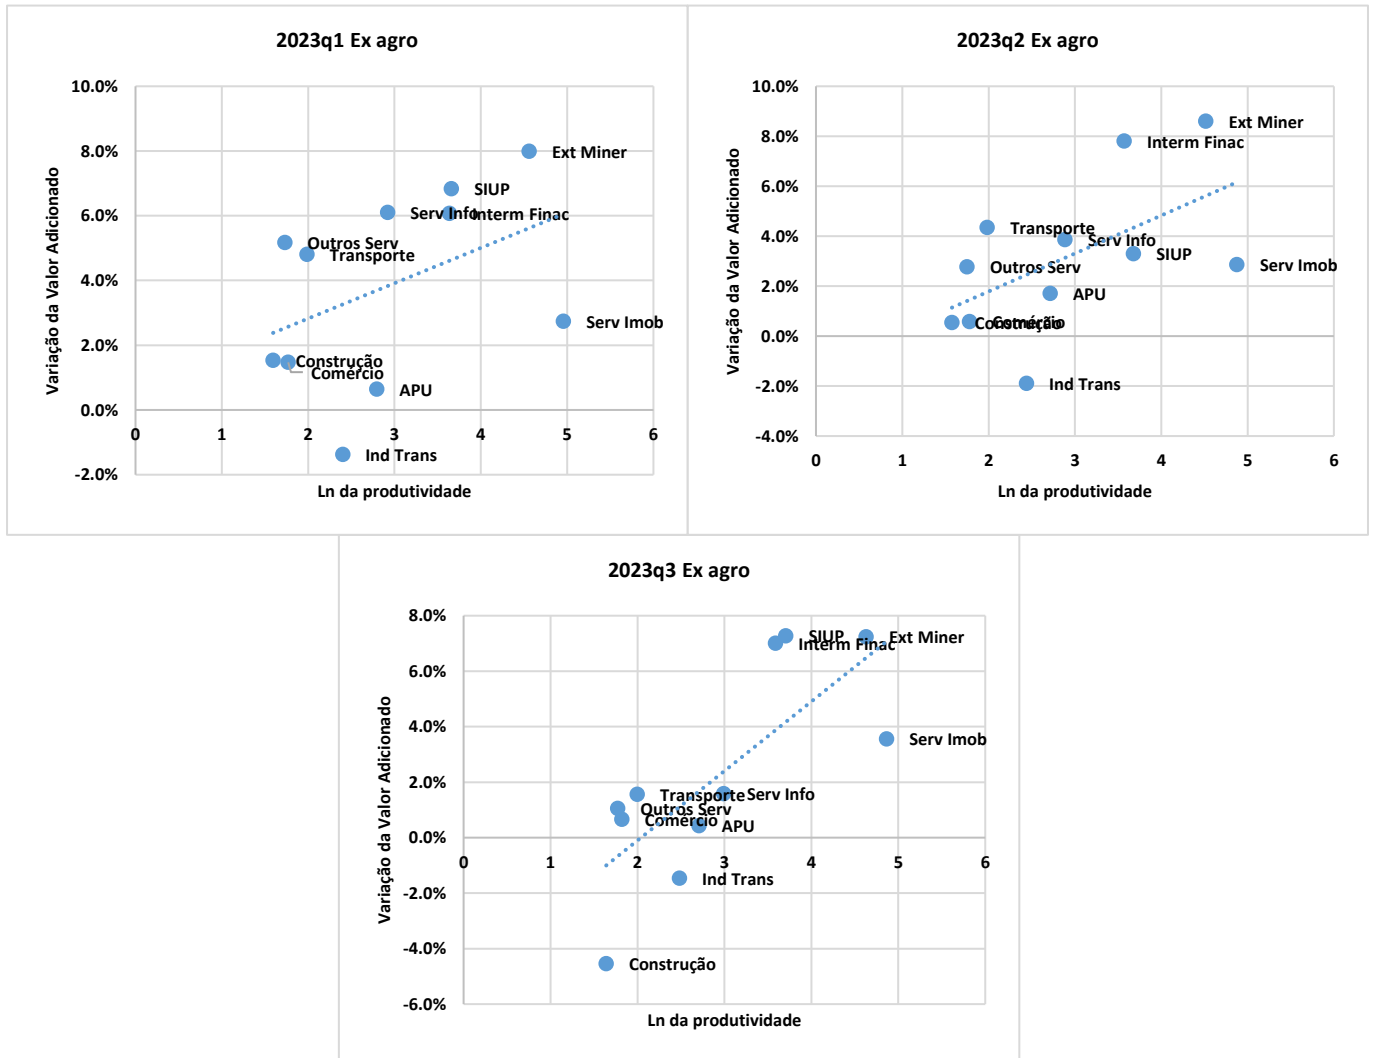 2023q1 Ex agro
10.0%
8.0%
6.0%
4.0%
2.0%
0.0%
-2.0%
0 1 2 3 4 5 6
Variação da Valor Adicionado
Ln da produtividade
Ext Miner
SIUP
Serv Info
Interm Finac
Outros Serv
Transporte
Serv Imob
Construção
Comércio
APU
Ind Trans
2023q2 Ex agro
10.0%
8.0%
6.0%
4.0%
2.0%
0.0%
-2.0%
-4.0%
0 1 2 3 4 5 6
Variação da Valor Adicionado
Ln da produtividade
Ext Miner
Interm Finac
Transporte
Serv Info
SIUP
Outros Serv
Serv Imob
APU
Construção
Comércio
Ind Trans
2023q3 Ex agro
8.0%
6.0%
4.0%
2.0%
0.0%
-2.0%
-4.0%
-6.0%
0 1 2 3 4 5 6
Variação da Valor Adicionado
Ln da produtividade
SIUP
Ext Miner
Interm Finac
Serv Imob
Transporte
Serv Info
Outros Serv
Comércio
APU
Ind Trans
Construção